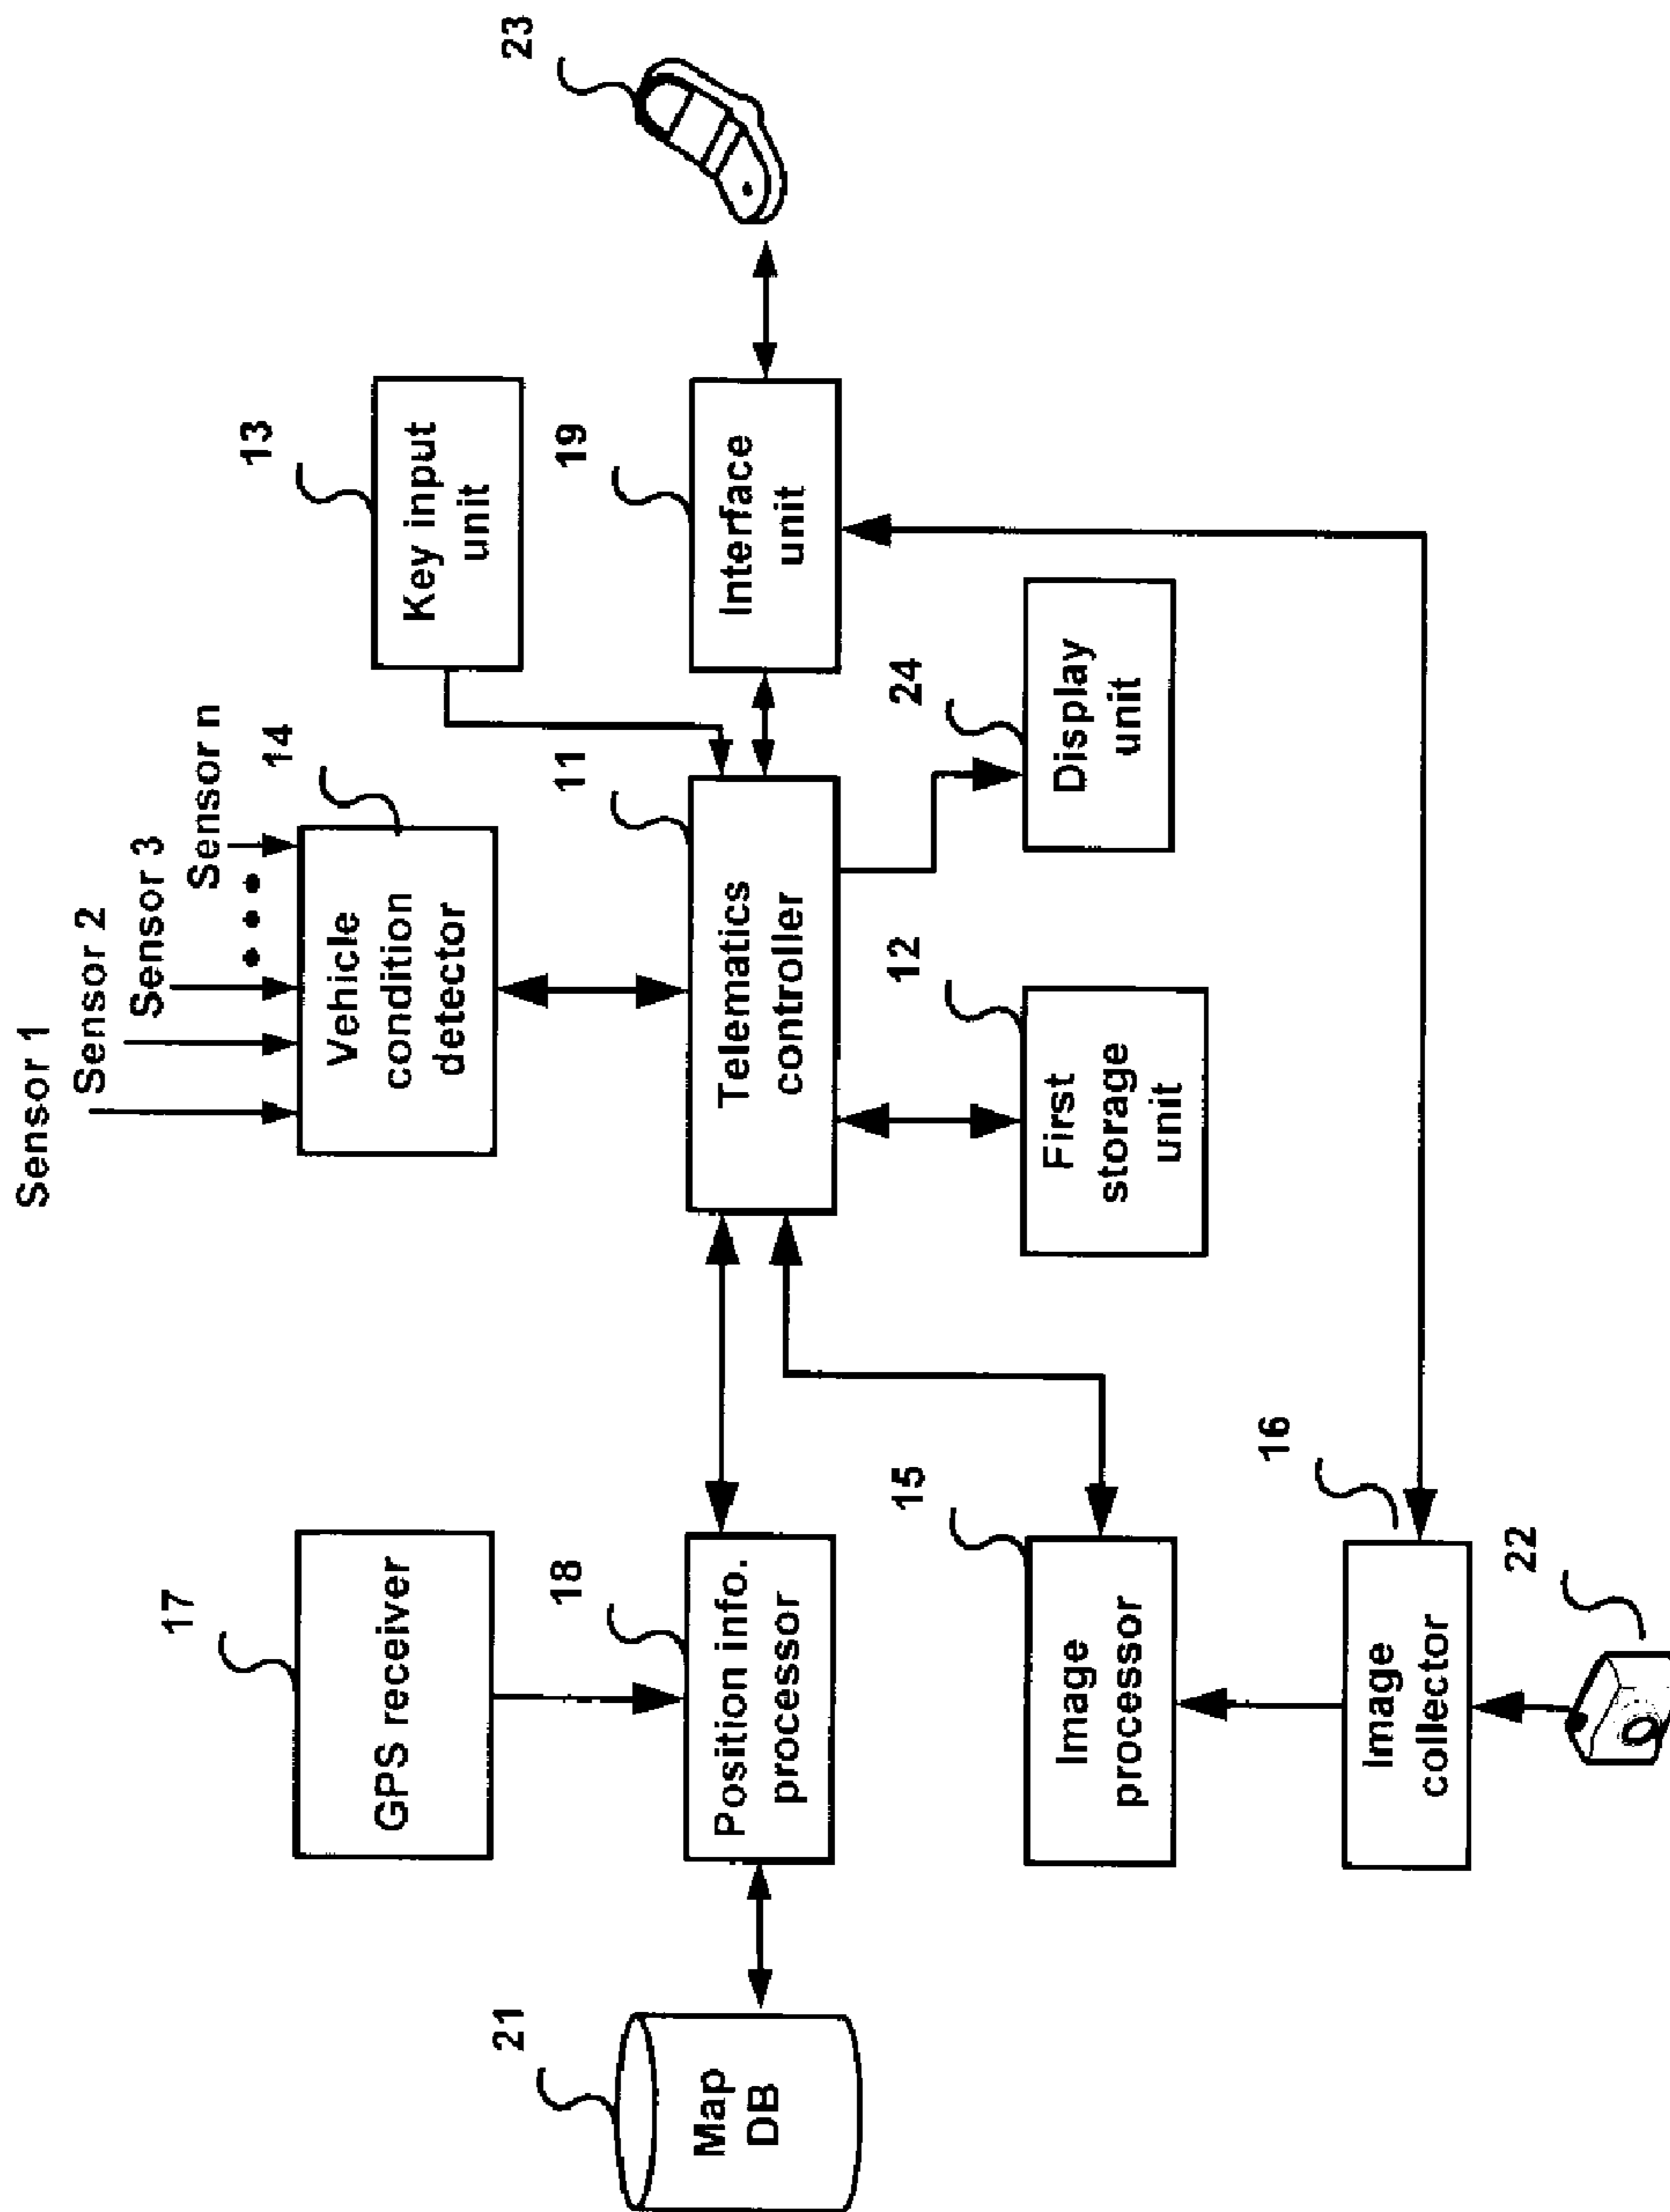 Sensor 1
Sensor 2
Sensor 3
Sensor n
17
GPS receiver
14
Vehicle
condition
detector
13
Key input
unit
23
21
Map
DB
18
Position info.
processor
11
Telematics
controller
19
Interface
unit
15
Image
processor
12
First
storage
unit
24
Display
unit
16
Image
collector
22